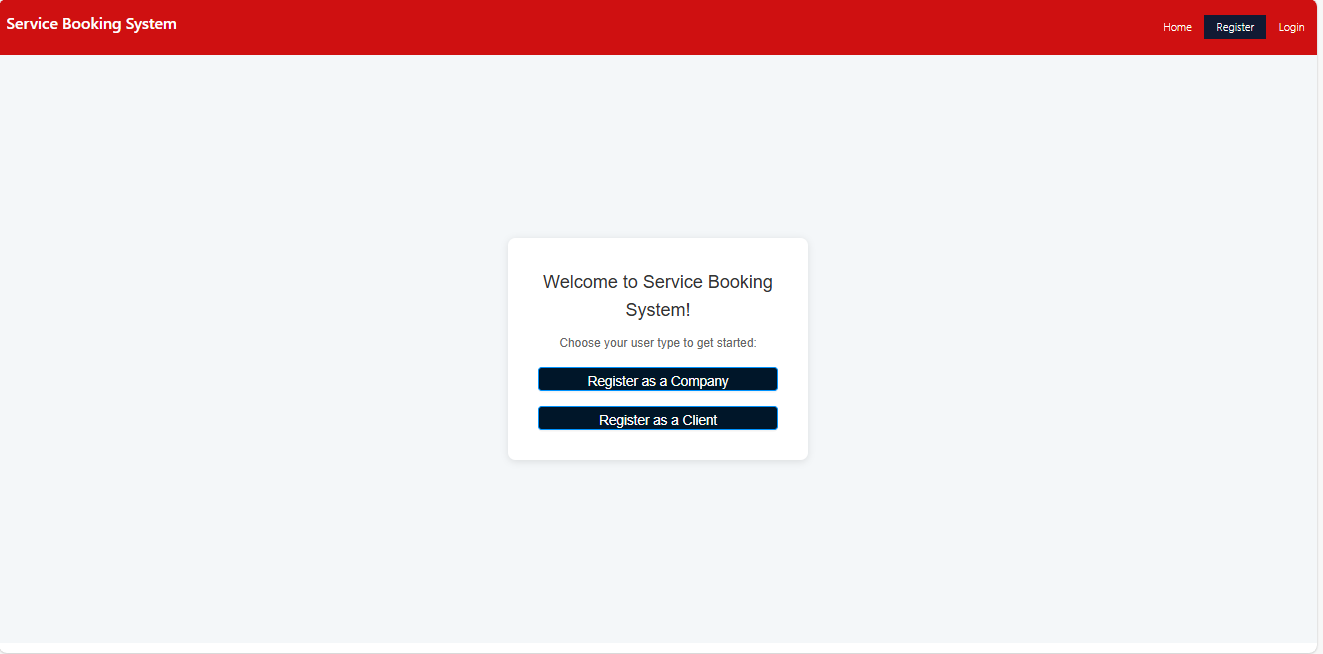 Service Booking System
Home Register Login
Welcome to Service Booking
System!
Choose your user type to get started:
Register as a Company
Register as a Client